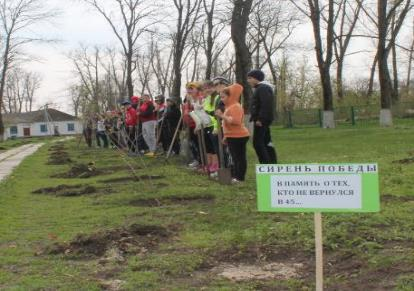 СИРЕНЬ ПОБЕДЫ
В ПАМЯТЬ О ТЕХ,
КТО НЕ ВЕРНУЛСЯ
В 45...